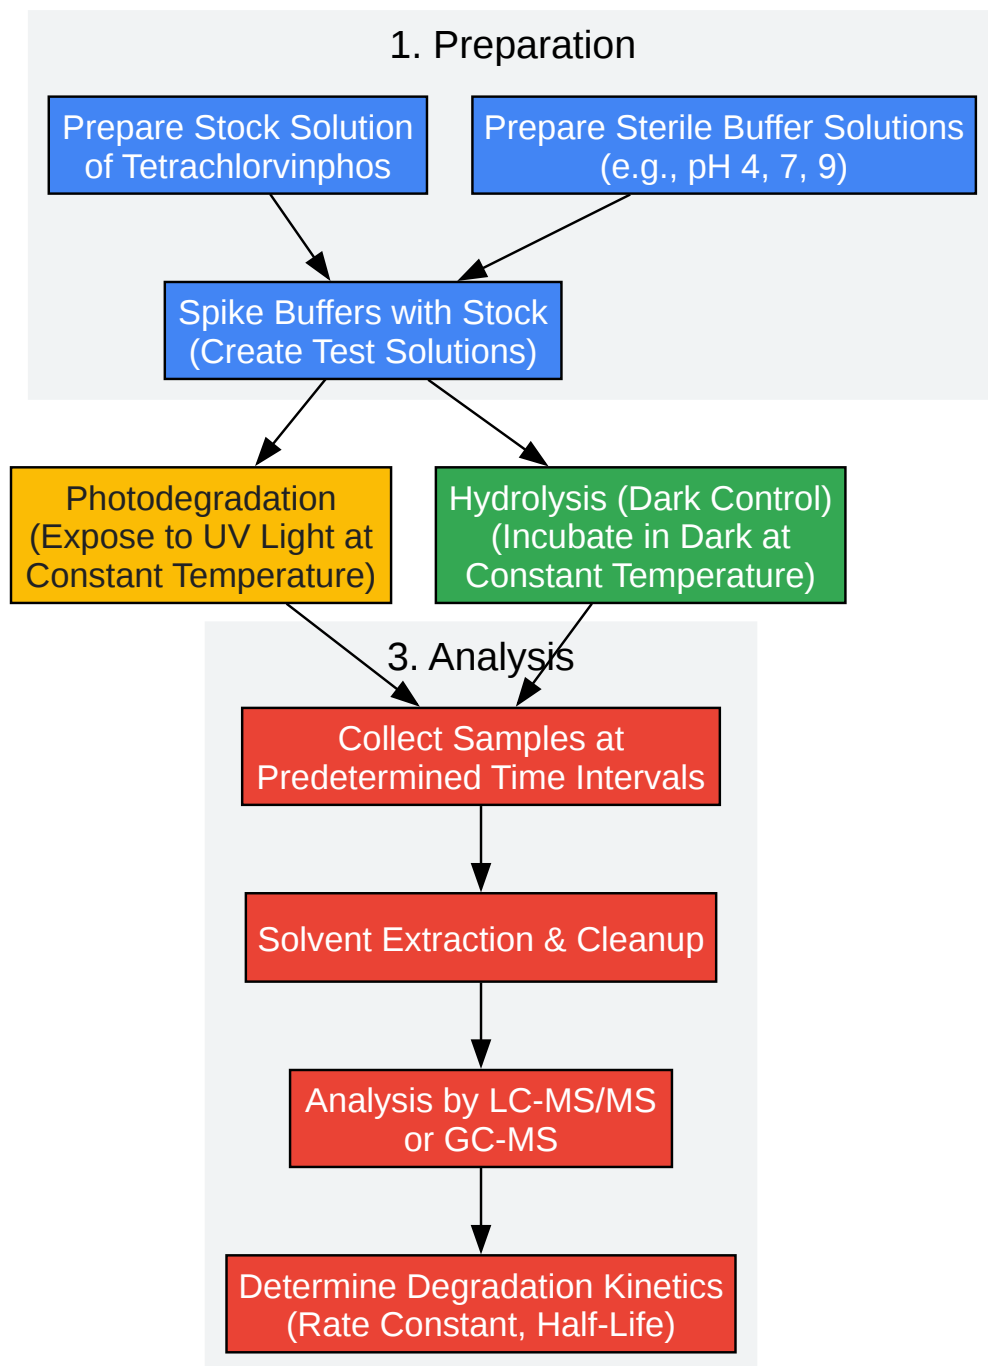 1. Preparation
Prepare Stock Solution
of Tetrachlorvinphos
Prepare Sterile Buffer Solutions
(e.g., pH 4, 7, 9)
Spike Buffers with Stock
(Create Test Solutions)
Photodegradation
(Expose to UV Light at
Constant Temperature)
Hydrolysis (Dark Control)
(Incubate in Dark at
Constant Temperature)
3. Analysis
Collect Samples at
Predetermined Time Intervals
Solvent Extraction & Cleanup
Analysis by LC-MS/MS
or GC-MS
Determine Degradation Kinetics
(Rate Constant, Half-Life)